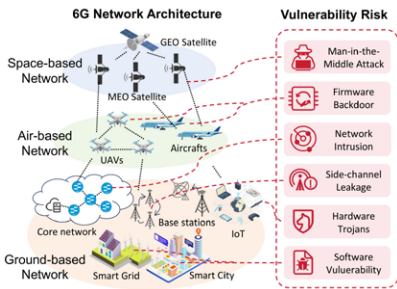 6G Network Architecture
Vulnerability Risk
GEO Satellite
Space-based
Network
MEO Satellite
Air-based
Network
UAVs
Aircrafts
Core network
Base stations
IoT
Ground-based
Network
Smart Grid
Smart City
Man-in-the-
Middle Attack
Firmware
Backdoor
Network
Intrusion
Side-channel
Leakage
Hardware
Trojans
Software
Vuluerability